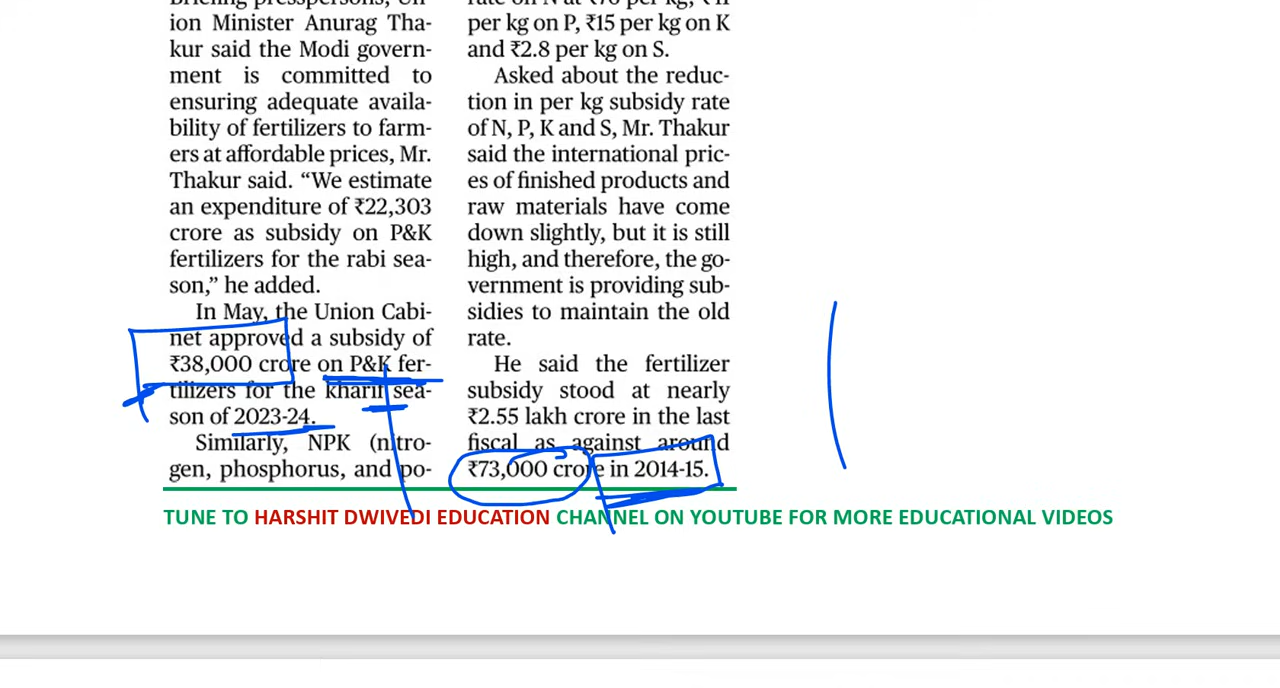 Briefing presspersons, Un-
ion Minister Anurag Tha-
kur said the Modi govern-
ment is committed to
ensuring adequate availa-
bility of fertilizers to farm-
ers at affordable prices, Mr.
Thakur said. “We estimate
an expenditure of ₹22,303
crore as subsidy on P&K
fertilizers for the rabi sea-
son,” he added.
In May, the Union Cabi-
net approved a subsidy of
₹38,000 crore on P&K fer-
tilizers for the kharif sea-
son of 2023-24.
Similarly, NPK (nitro-
gen, phosphorus, and po-
per kg on P, ₹15 per kg on K
and ₹2.8 per kg on S.
Asked about the reduc-
tion in per kg subsidy rate
of N, P, K and S, Mr. Thakur
said the international pric-
es of finished products and
raw materials have come
down slightly, but it is still
high, and therefore, the go-
vernment is providing sub-
sidies to maintain the old
rate.
He said the fertilizer
subsidy stood at nearly
₹2.55 lakh crore in the last
fiscal as against around
₹73,000 crore in 2014-15.
TUNE TO HARSHIT DWIVEDI EDUCATION CHANNEL ON YOUTUBE FOR MORE EDUCATIONAL VIDEOS